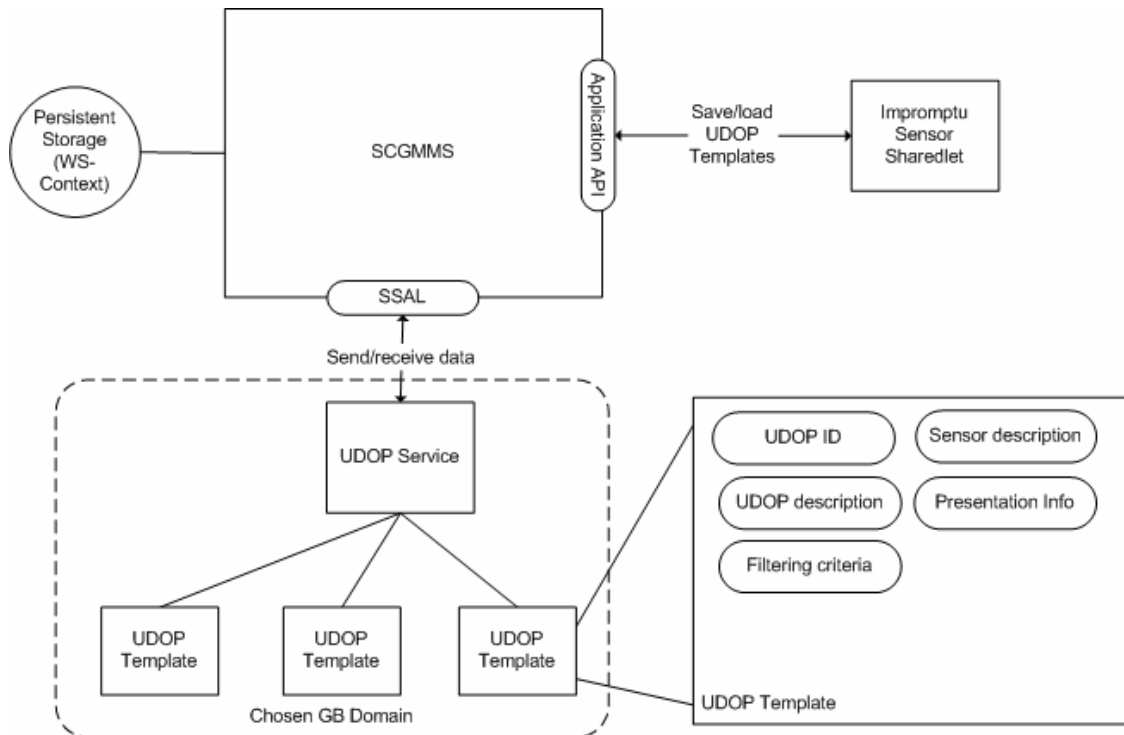 Persistent
Storage
(WS-
Context)
SCGMMS
Application API
Save/load
UDOP
Templates
Impromptu
Sensor
Sharedlet
SSAL
Send/receive data
UDOP Service
UDOP
Template
UDOP
Template
UDOP
Template
Chosen GB Domain
UDOP ID
Sensor description
UDOP description
Presentation Info
Filtering criteria
UDOP Template